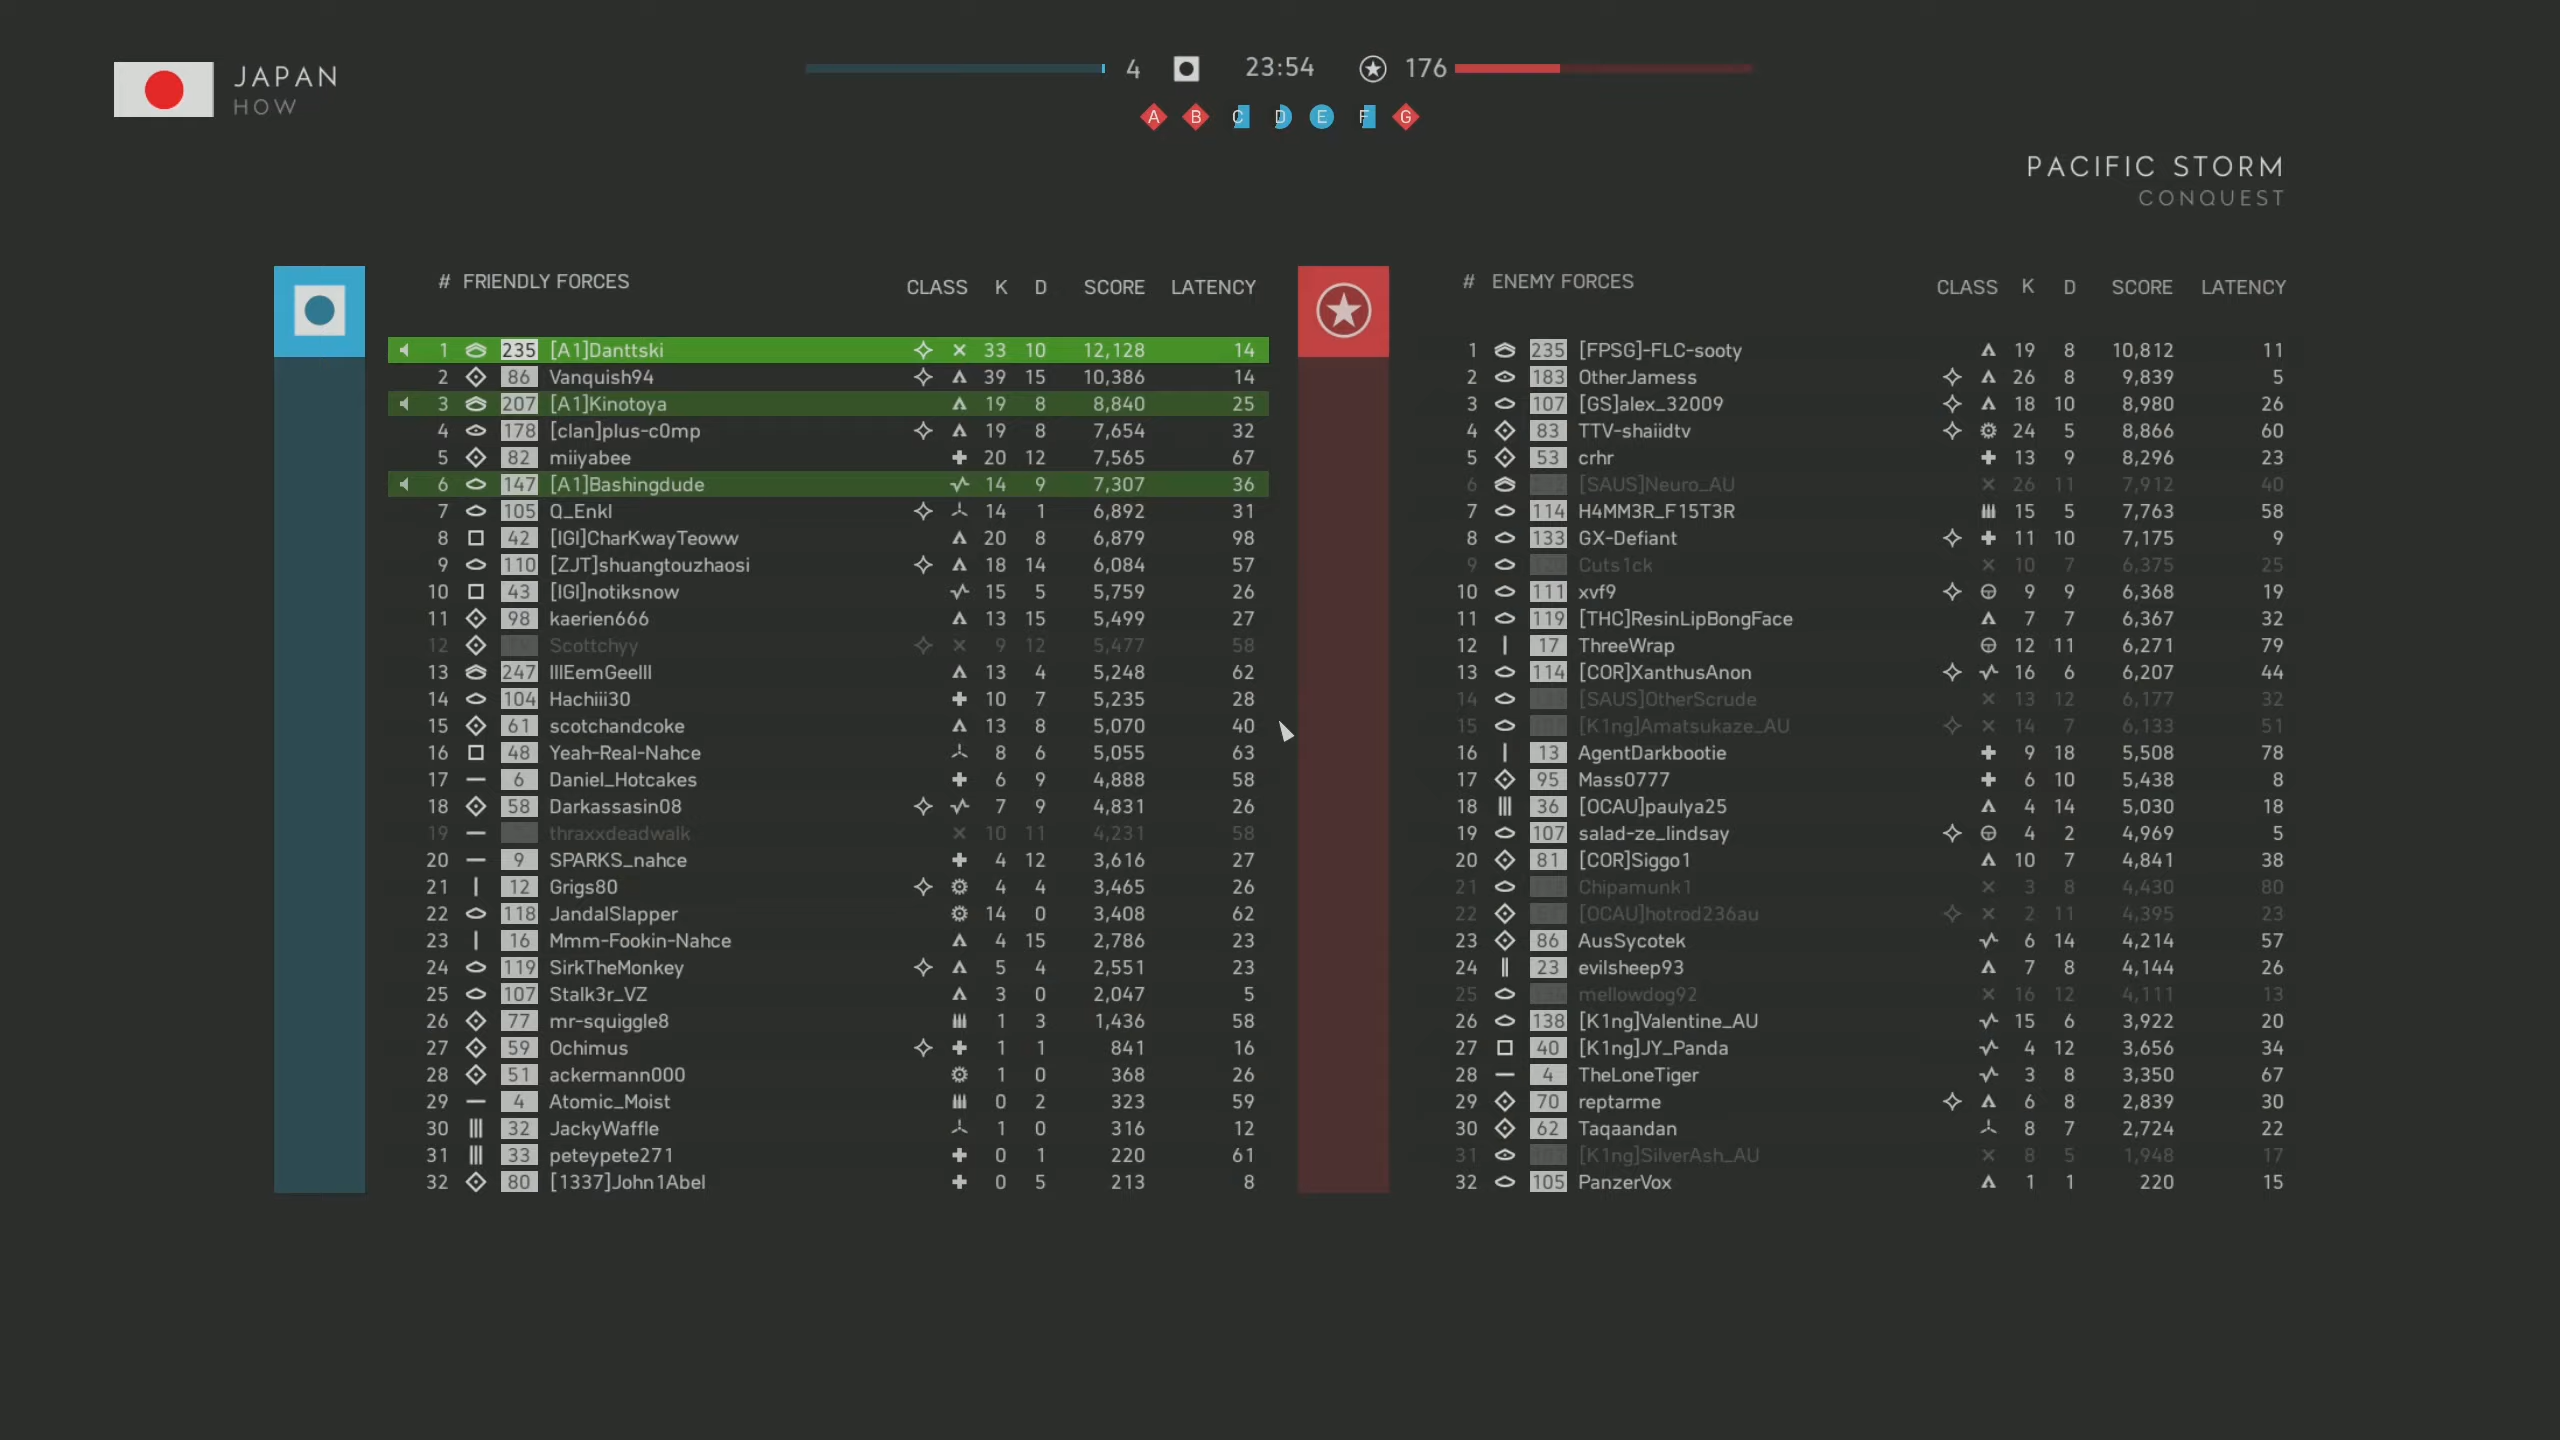 JAPAN
HOW
4 23:54 176
A B C D E F G
PACIFIC STORM
CONQUEST
# FRIENDLY FORCES CLASS K D SCORE LATENCY
1 235 [A1]Danttski 33 10 12,128 14
2 86 Vanquish94 39 15 10,386 14
3 207 [A1]Kinotoya 19 8 8,840 25
4 178 [clan]plus-c0mp 19 8 7,654 32
5 82 miiyabee 20 12 7,565 67
6 147 [A1]Bashingdude 14 9 7,307 36
7 105 Q_Enkl 14 1 6,892 31
8 42 [IGI]CharKwayTeoww 20 8 6,879 98
9 110 [ZJT]shuangtouzhaosi 18 14 6,084 57
10 43 [IGI]notiksnow 15 5 5,759 26
11 98 kaerien666 13 15 5,499 27
12 Scottchyy 9 12 5,477 58
13 247 IIIEemGeeIII 13 4 5,248 62
14 104 Hachiii30 10 7 5,235 28
15 61 scotchandcoke 13 8 5,070 40
16 48 Yeah-Real-Nahce 8 6 5,055 63
17 6 Daniel_Hotcakes 6 9 4,888 58
18 58 Darkassasin08 7 9 4,831 26
19 thraxxdeadwalk 10 11 4,231 58
20 9 SPARKS_nahce 4 12 3,616 27
21 12 Grigs80 4 4 3,465 26
22 118 JandalSlapper 14 0 3,408 62
23 16 Mmm-Fookin-Nahce 4 15 2,786 23
24 119 SirkTheMonkey 5 4 2,551 23
25 107 Stalk3r_VZ 3 0 2,047 5
26 77 mr-squiggle8 1 3 1,436 58
27 59 Ochimus 1 1 841 16
28 51 ackermann000 1 0 368 26
29 4 Atomic_Moist 0 2 323 59
30 32 JackyWaffle 1 0 316 12
31 33 peteypete271 0 1 220 61
32 80 [1337]John1Abel 0 5 213 8
# ENEMY FORCES CLASS K D SCORE LATENCY
1 235 [FPSG]-FLC-sooty 19 8 10,812 11
2 183 OtherJamess 26 8 9,839 5
3 107 [GS]alex_32009 18 10 8,980 26
4 83 TTV-shaiidtv 24 5 8,866 60
5 53 crhr 13 9 8,296 23
6 [SAUS]Neuro_AU 26 11 7,912 40
7 114 H4MM3R_F15T3R 15 5 7,763 58
8 133 GX-Defiant 11 10 7,175 9
9 Cuts1ck 10 7 6,375 25
10 111 xvf9 9 9 6,368 19
11 119 [THC]ResinLipBongFace 7 7 6,367 32
12 17 ThreeWrap 12 11 6,271 79
13 114 [COR]XanthusAnon 16 6 6,207 44
14 [SAUS]OtherScrude 13 12 6,177 32
15 [K1ng]Amatsukaze_AU 14 7 6,133 51
16 13 AgentDarkbootie 9 18 5,508 78
17 95 Mass0777 6 10 5,438 8
18 36 [OCAU]paulya25 4 14 5,030 18
19 107 salad-ze_lindsay 4 2 4,969 5
20 81 [COR]Siggo1 10 7 4,841 38
21 Chipamunk1 3 8 4,430 80
22 [OCAU]hotrod236au 2 11 4,395 23
23 86 AusSycotek 6 14 4,214 57
24 23 evilsheep93 7 8 4,144 26
25 mellowdog92 16 12 4,111 13
26 138 [K1ng]Valentine_AU 15 6 3,922 20
27 40 [K1ng]JY_Panda 4 12 3,656 34
28 4 TheLoneTiger 3 8 3,350 67
29 70 reptarme 6 8 2,839 30
30 62 Taqaandan 8 7 2,724 22
31 [K1ng]SilverAsh_AU 8 5 1,948 17
32 105 PanzerVox 1 1 220 15